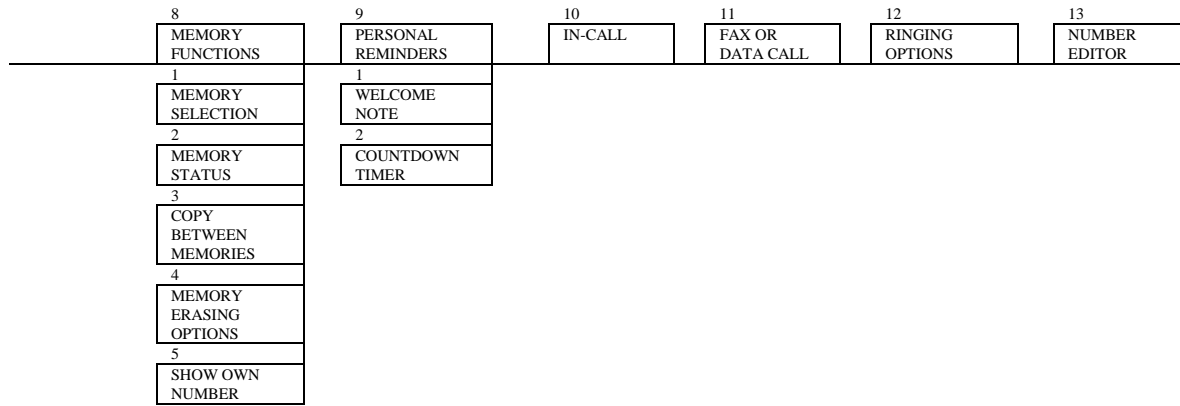 8 9 10 11 12 13
MEMORY PERSONAL IN-CALL FAX OR RINGING NUMBER
FUNCTIONS REMINDERS DATA CALL OPTIONS EDITOR
1 1
MEMORY WELCOME
SELECTION NOTE
2 2
MEMORY COUNTDOWN
STATUS TIMER
3
COPY
BETWEEN
MEMORIES
4
MEMORY
ERASING
OPTIONS
5
SHOW OWN
NUMBER